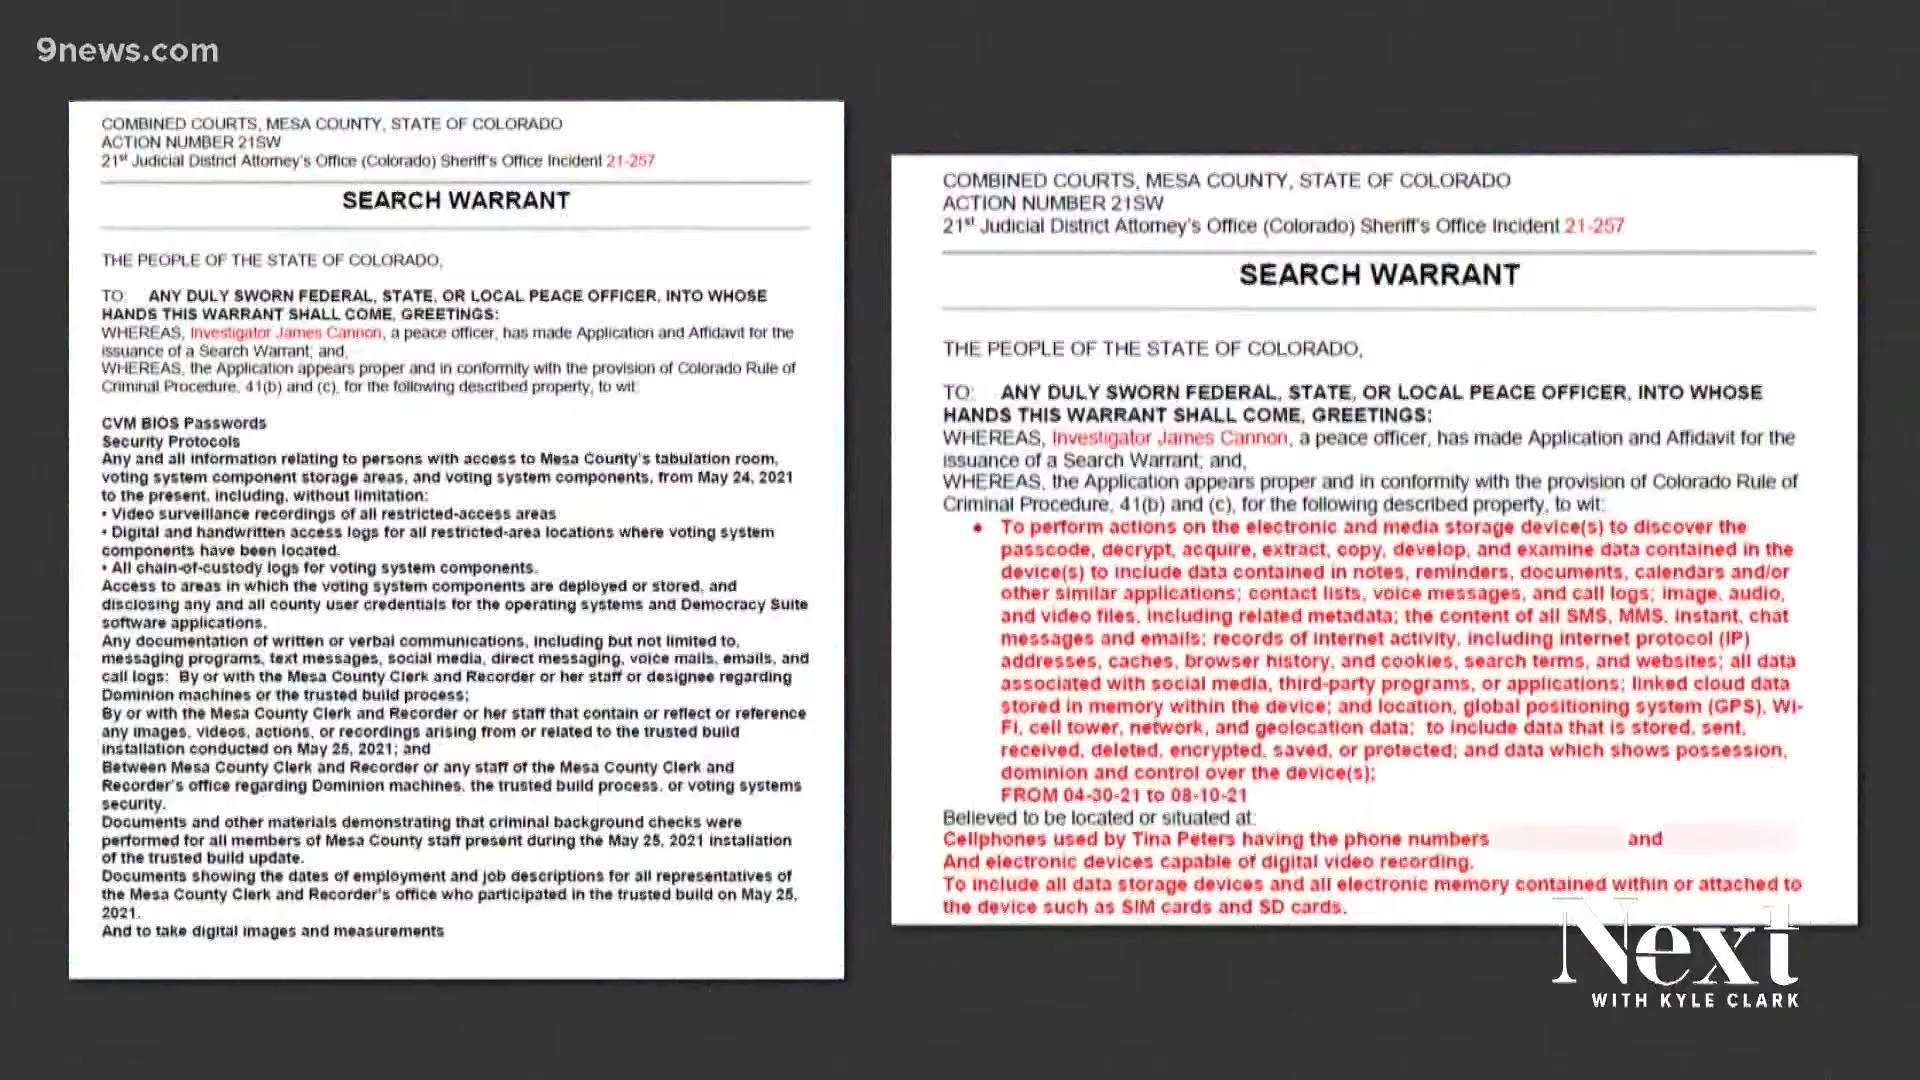 9news.com
COMBINED COURTS, MESA COUNTY, STATE OF COLORADO
ACTION NUMBER 21SW
21st Judicial District Attorney's Office (Colorado) Sheriff's Office Incident 21-257
SEARCH WARRANT
THE PEOPLE OF THE STATE OF COLORADO,
TO: ANY DULY SWORN FEDERAL, STATE, OR LOCAL PEACE OFFICER, INTO WHOSE
HANDS THIS WARRANT SHALL COME, GREETINGS:
WHEREAS, Investigator James Cannon, a peace officer, has made Application and Affidavit for the
issuance of a Search Warrant; and,
WHEREAS, the Application appears proper and in conformity with the provision of Colorado Rule of
Criminal Procedure, 41(b) and (c), for the following described property, to wit:
CVM BIOS Passwords
Security Protocols
Any and all information relating to persons with access to Mesa County's tabulation room,
voting system component storage areas, and voting system components, from May 24, 2021
to the present, including, without limitation:
• Video surveillance recordings of all restricted-access areas
• Digital and handwritten access logs for all restricted-area locations where voting system
components have been located.
• All chain-of-custody logs for voting system components.
Access to areas in which the voting system components are deployed or stored, and
disclosing any and all county user credentials for the operating systems and Democracy Suite
software applications.
Any documentation of written or verbal communications, including but not limited to,
messaging programs, text messages, social media, direct messaging, voice mails, emails, and
call logs: By or with the Mesa County Clerk and Recorder or her staff or designee regarding
Dominion machines or the trusted build process;
By or with the Mesa County Clerk and Recorder or her staff that contain or reflect or reference
any images, videos, actions, or recordings arising from or related to the trusted build
installation conducted on May 25, 2021; and
Between Mesa County Clerk and Recorder or any staff of the Mesa County Clerk and
Recorder's office regarding Dominion machines, the trusted build process, or voting systems
security.
Documents and other materials demonstrating that criminal background checks were
performed for all members of Mesa County staff present during the May 25, 2021 installation
of the trusted build update.
Documents showing the dates of employment and job descriptions for all representatives of
the Mesa County Clerk and Recorder's office who participated in the trusted build on May 25,
2021.
And to take digital images and measurements
COMBINED COURTS, MESA COUNTY, STATE OF COLORADO
ACTION NUMBER 21SW
21st Judicial District Attorney's Office (Colorado) Sheriff's Office Incident 21-257
SEARCH WARRANT
THE PEOPLE OF THE STATE OF COLORADO,
TO: ANY DULY SWORN FEDERAL, STATE, OR LOCAL PEACE OFFICER, INTO WHOSE
HANDS THIS WARRANT SHALL COME, GREETINGS:
WHEREAS, Investigator James Cannon, a peace officer, has made Application and Affidavit for the
issuance of a Search Warrant; and,
WHEREAS, the Application appears proper and in conformity with the provision of Colorado Rule of
Criminal Procedure, 41(b) and (c), for the following described property, to wit:
• To perform actions on the electronic and media storage device(s) to discover the
passcode, decrypt, acquire, extract, copy, develop, and examine data contained in the
device(s) to include data contained in notes, reminders, documents, calendars and/or
other similar applications; contact lists, voice messages, and call logs; image, audio,
and video files, including related metadata; the content of all SMS, MMS, instant, chat
messages and emails; records of internet activity, including internet protocol (IP)
addresses, caches, browser history, and cookies, search terms, and websites; all data
associated with social media, third-party programs, or applications; linked cloud data
stored in memory within the device; and location, global positioning system (GPS), Wi-
Fi, cell tower, network, and geolocation data; to include data that is stored, sent,
received, deleted, encrypted, saved, or protected; and data which shows possession,
dominion and control over the device(s);
FROM 04-30-21 to 08-10-21
Believed to be located or situated at:
Cellphones used by Tina Peters having the phone numbers and
And electronic devices capable of digital video recording.
To include all data storage devices and all electronic memory contained within or attached to
the device such as SIM cards and SD cards.
Next
WITH KYLE CLARK